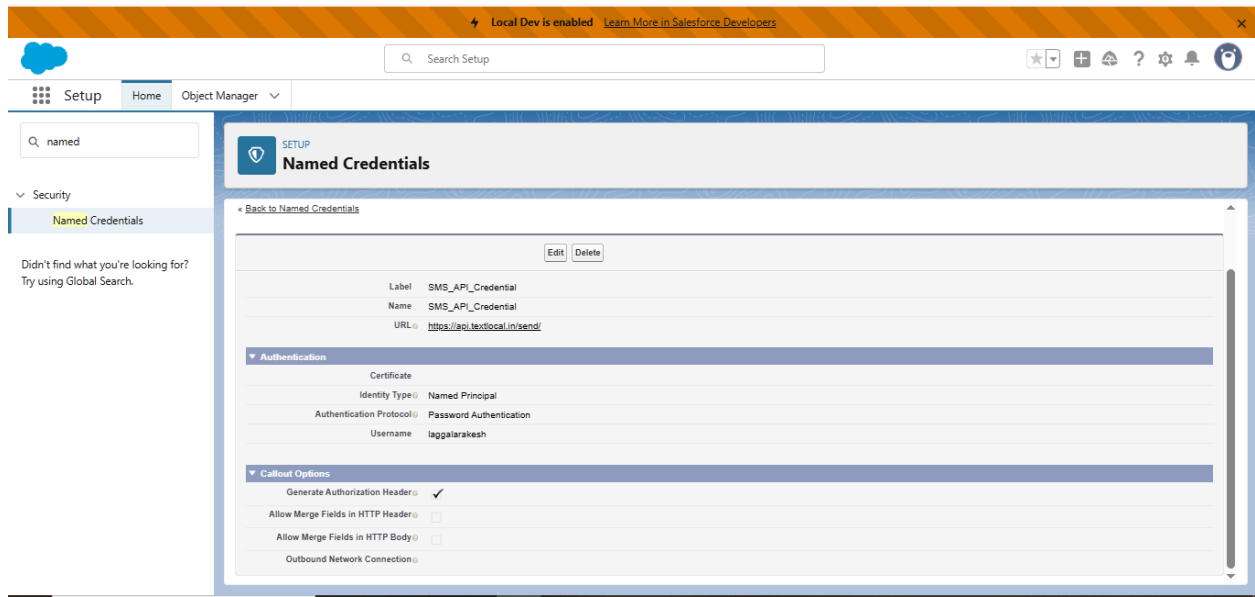 Local Dev is enabled Learn More in Salesforce Developers
Search Setup
Setup Home Object Manager
named
SETUP
Named Credentials
Security
Named Credentials
Didn't find what you're looking for?
Try using Global Search.
« Back to Named Credentials
Edit Delete
Label SMS_API_Credential
Name SMS_API_Credential
URL https://api.textlocal.in/send/
Authentication
Certificate
Identity Type Named Principal
Authentication Protocol Password Authentication
Username laggalarakesh
Callout Options
Generate Authorization Header
Allow Merge Fields in HTTP Header
Allow Merge Fields in HTTP Body
Outbound Network Connection